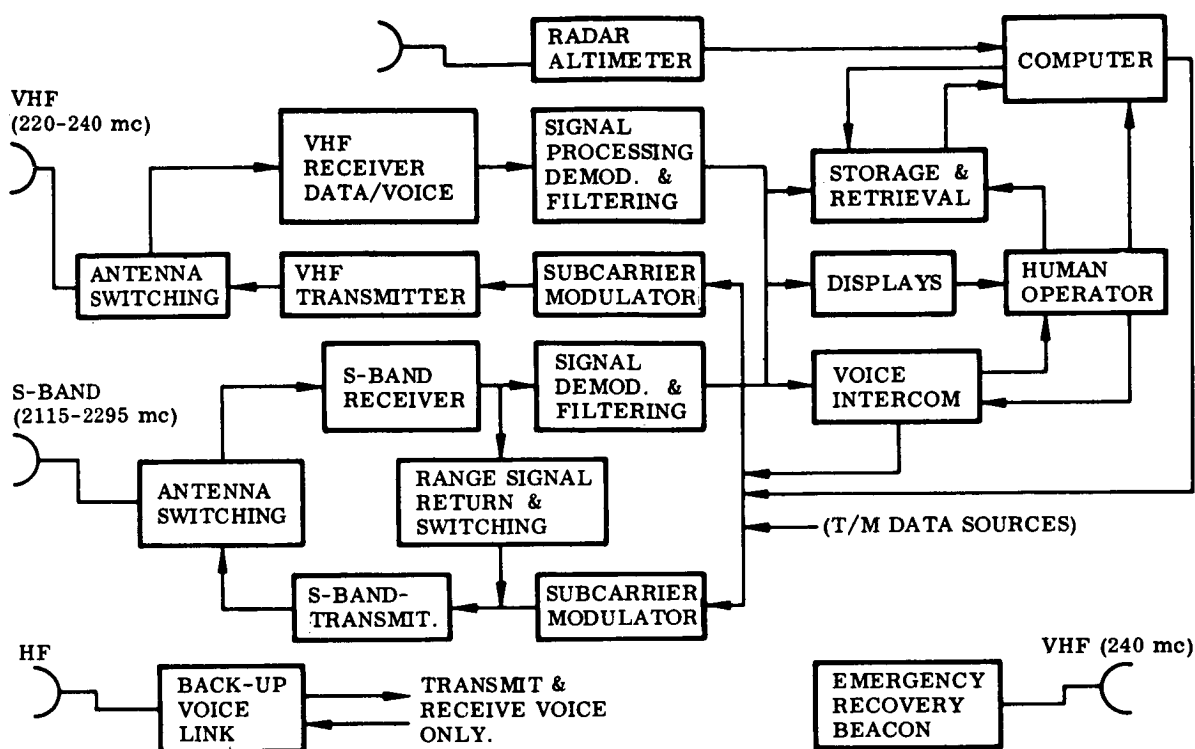 RADAR
ALTIMETER
COMPUTER
VHF
(220-240 mc)
VHF
RECEIVER
DATA/VOICE
SIGNAL
PROCESSING
DEMOD. &
FILTERING
STORAGE &
RETRIEVAL
ANTENNA
SWITCHING
VHF
TRANSMITTER
SUBCARRIER
MODULATOR
DISPLAYS
HUMAN
OPERATOR
S-BAND
(2115-2295 mc)
S-BAND
RECEIVER
SIGNAL
DEMOD. &
FILTERING
VOICE
INTERCOM
ANTENNA
SWITCHING
RANGE SIGNAL
RETURN &
SWITCHING
(T/M DATA SOURCES)
S-BAND-
TRANSMIT.
SUBCARRIER
MODULATOR
HF
BACK-UP
VOICE
LINK
TRANSMIT &
RECEIVE VOICE
ONLY.
EMERGENCY
RECOVERY
BEACON
VHF (240 mc)